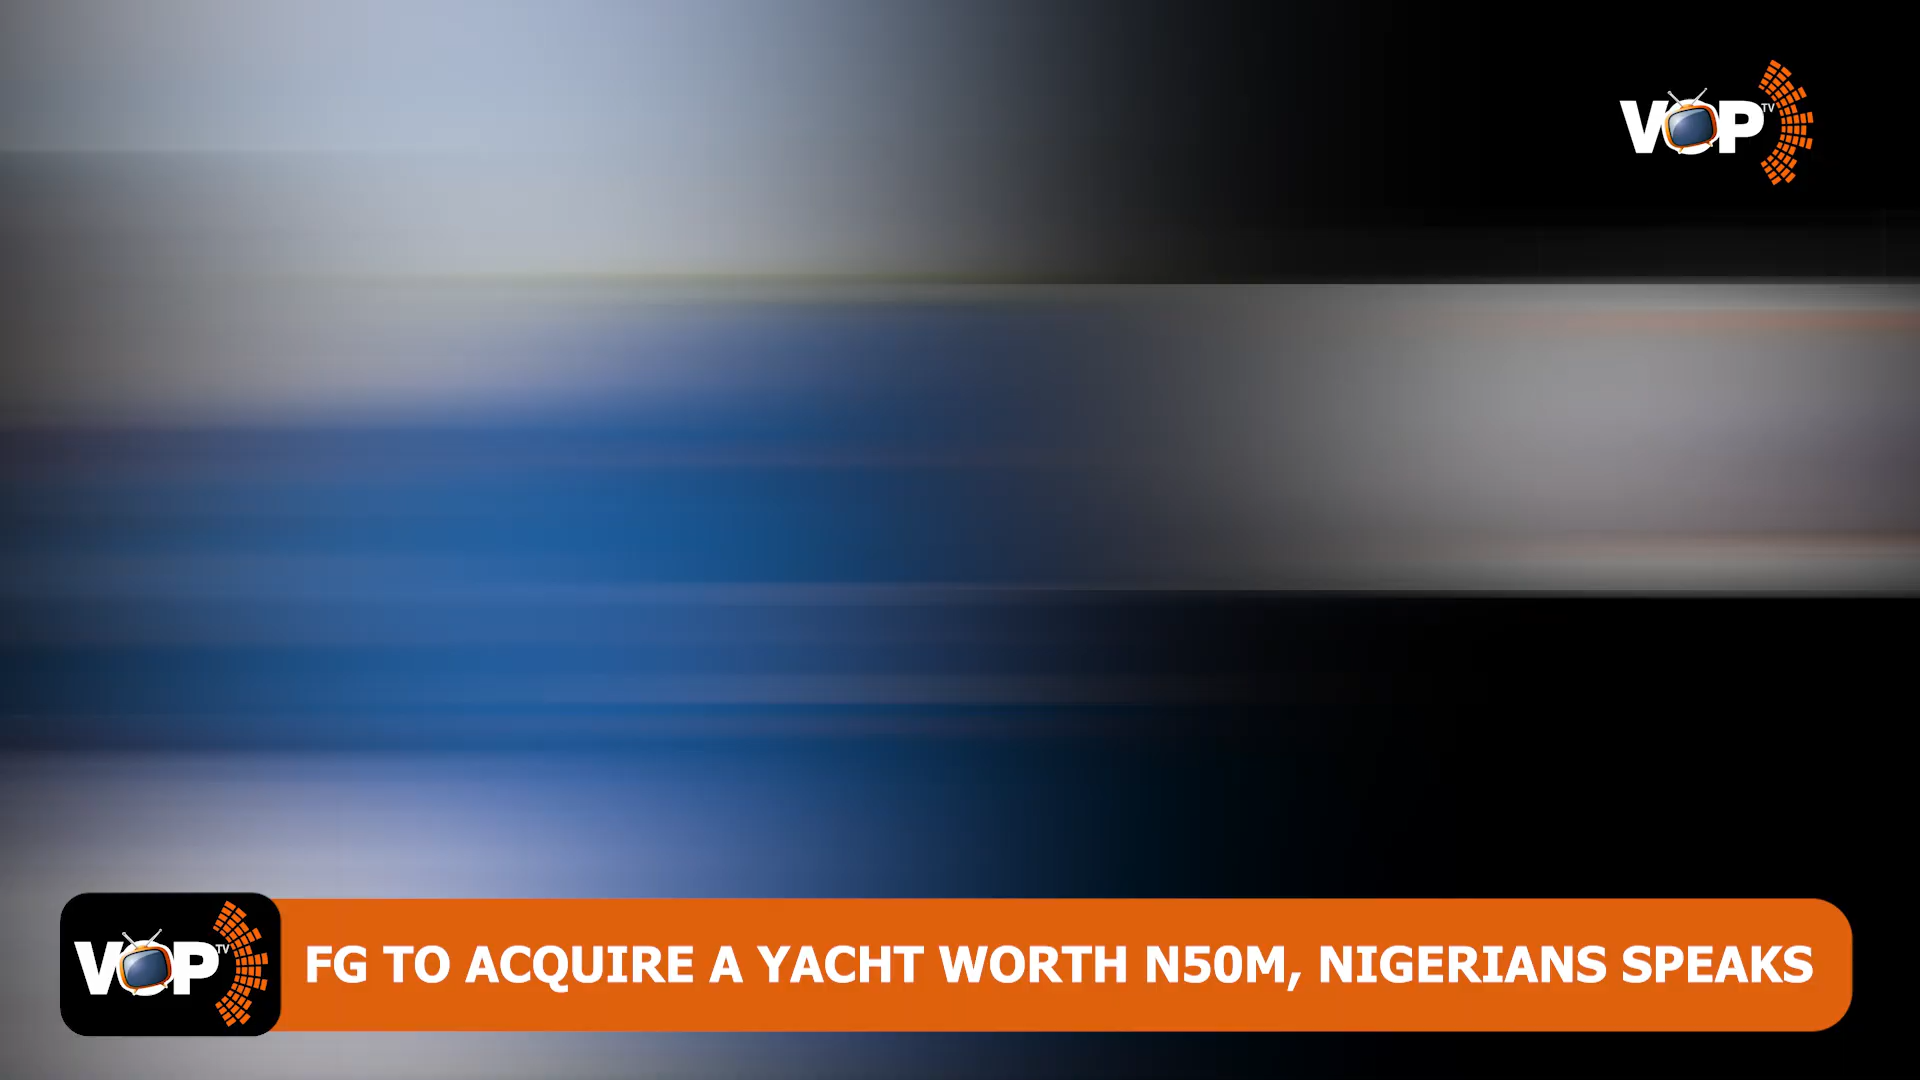 VOP TV
VOP TV FG TO ACQUIRE A YACHT WORTH N50M, NIGERIANS SPEAKS